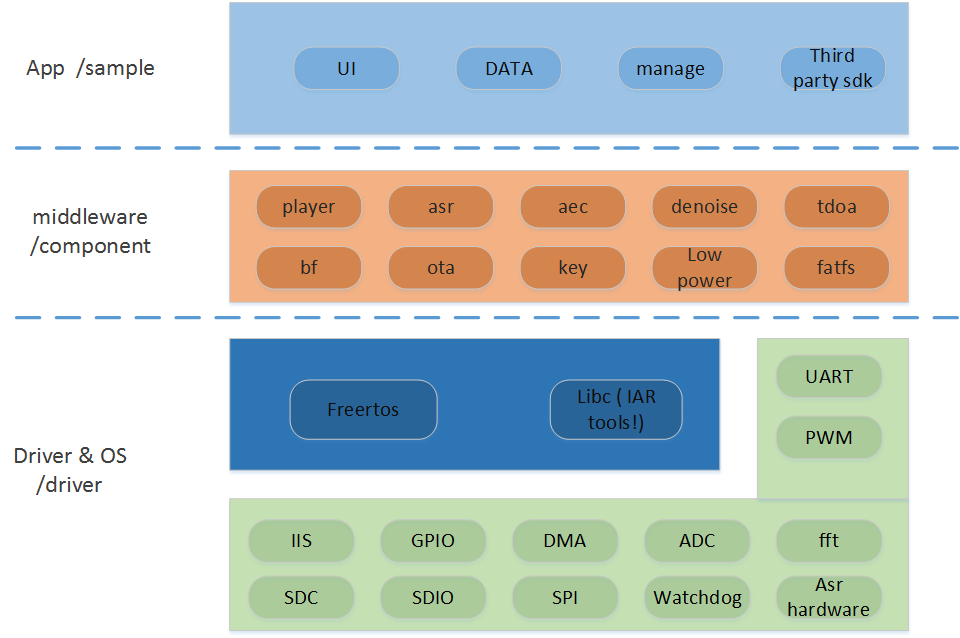 App /sample
UI
DATA
manage
Third
party sdk
middleware
/component
player
asr
aec
denoise
tdoa
bf
ota
key
Low
power
fatfs
Driver & OS
/driver
Freertos
Libc ( IAR
tools!)
UART
PWM
IIS
GPIO
DMA
ADC
fft
SDC
SDIO
SPI
Watchdog
Asr
hardware